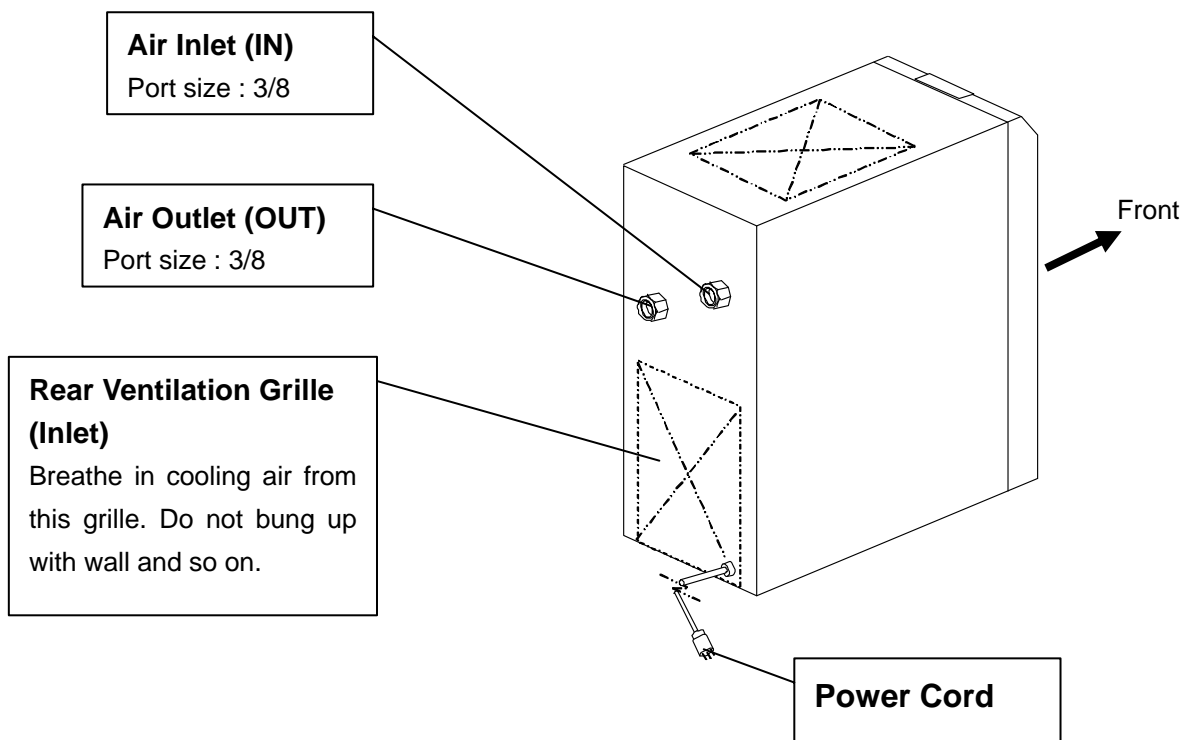 Air Inlet (IN)
Port size : 3/8
Air Outlet (OUT)
Port size : 3/8
Front
Rear Ventilation Grille
(Inlet)
Breathe in cooling air from
this grille. Do not bung up
with wall and so on.
Power Cord